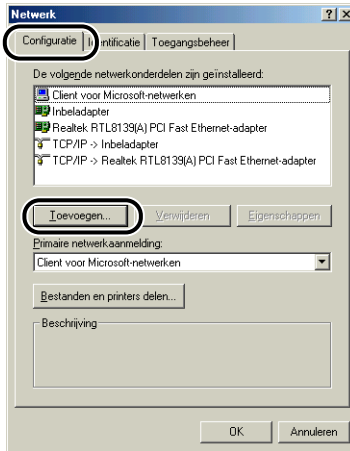 Netwerk
Configuratie Identificatie Toegangsbeheer
De volgende netwerkonderdelen zijn geïnstalleerd:
Client voor Microsoft-netwerken
Inbeladapter
Realtek RTL8139(A) PCI Fast Ethernet-adapter
TCP/IP -> Inbeladapter
TCP/IP -> Realtek RTL8139(A) PCI Fast Ethernet-adapter
Toevoegen... Verwijderen Eigenschappen
Primaire netwerkaanmelding:
Client voor Microsoft-netwerken
Bestanden en printers delen...
Beschrijving
OK Annuleren